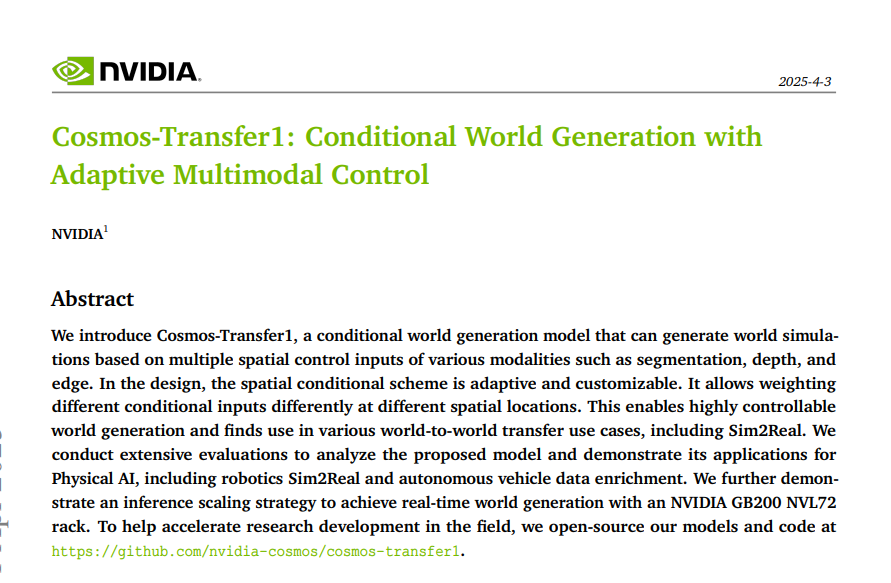 NVIDIA.
2025-4-3
Cosmos-Transfer1: Conditional World Generation with
Adaptive Multimodal Control
NVIDIA1
Abstract
We introduce Cosmos-Transfer1, a conditional world generation model that can generate world simula-
tions based on multiple spatial control inputs of various modalities such as segmentation, depth, and
edge. In the design, the spatial conditional scheme is adaptive and customizable. It allows weighting
different conditional inputs differently at different spatial locations. This enables highly controllable
world generation and finds use in various world-to-world transfer use cases, including Sim2Real. We
conduct extensive evaluations to analyze the proposed model and demonstrate its applications for
Physical AI, including robotics Sim2Real and autonomous vehicle data enrichment. We further demon-
strate an inference scaling strategy to achieve real-time world generation with an NVIDIA GB200 NVL72
rack. To help accelerate research development in the field, we open-source our models and code at
https://github.com/nvidia-cosmos/cosmos-transfer1.